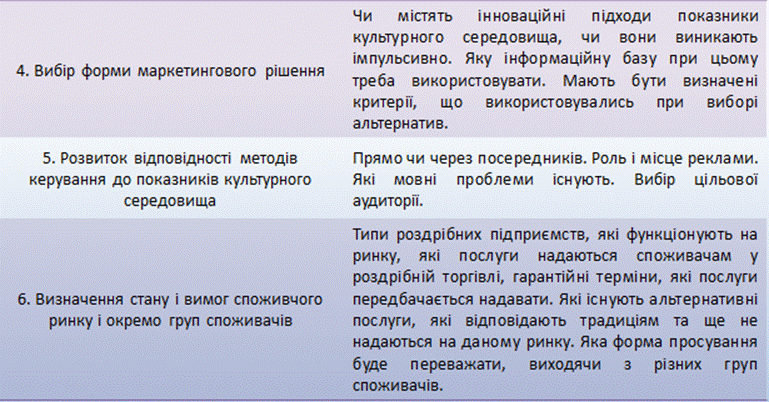 4. Вибір форми маркетингового рішення
Чи містять інноваційні підходи показники
культурного середовища, чи вони виникають
імпульсивно. Яку інформаційну базу при цьому
треба використовувати. Мають бути визначені
критерії, що використовувались при виборі
альтернатив.
5. Розвиток відповідності методів
керування до показників культурного
середовища
Прямо чи через посередників. Роль і місце реклами.
Які мовні проблеми існують. Вибір цільової
аудиторії.
6. Визначення стану і вимог споживчого
ринку і окремо груп споживачів
Типи роздрібних підприємств, які функціонують на
ринку, які послуги надаються споживачам у
роздрібній торгівлі, гарантійні терміни, які послуги
передбачається надавати. Які існують альтернативні
послуги, які відповідають традиціям та ще не
надаються на даному ринку. Яка форма просування
буде переважати, виходячи з різних груп
споживачів.